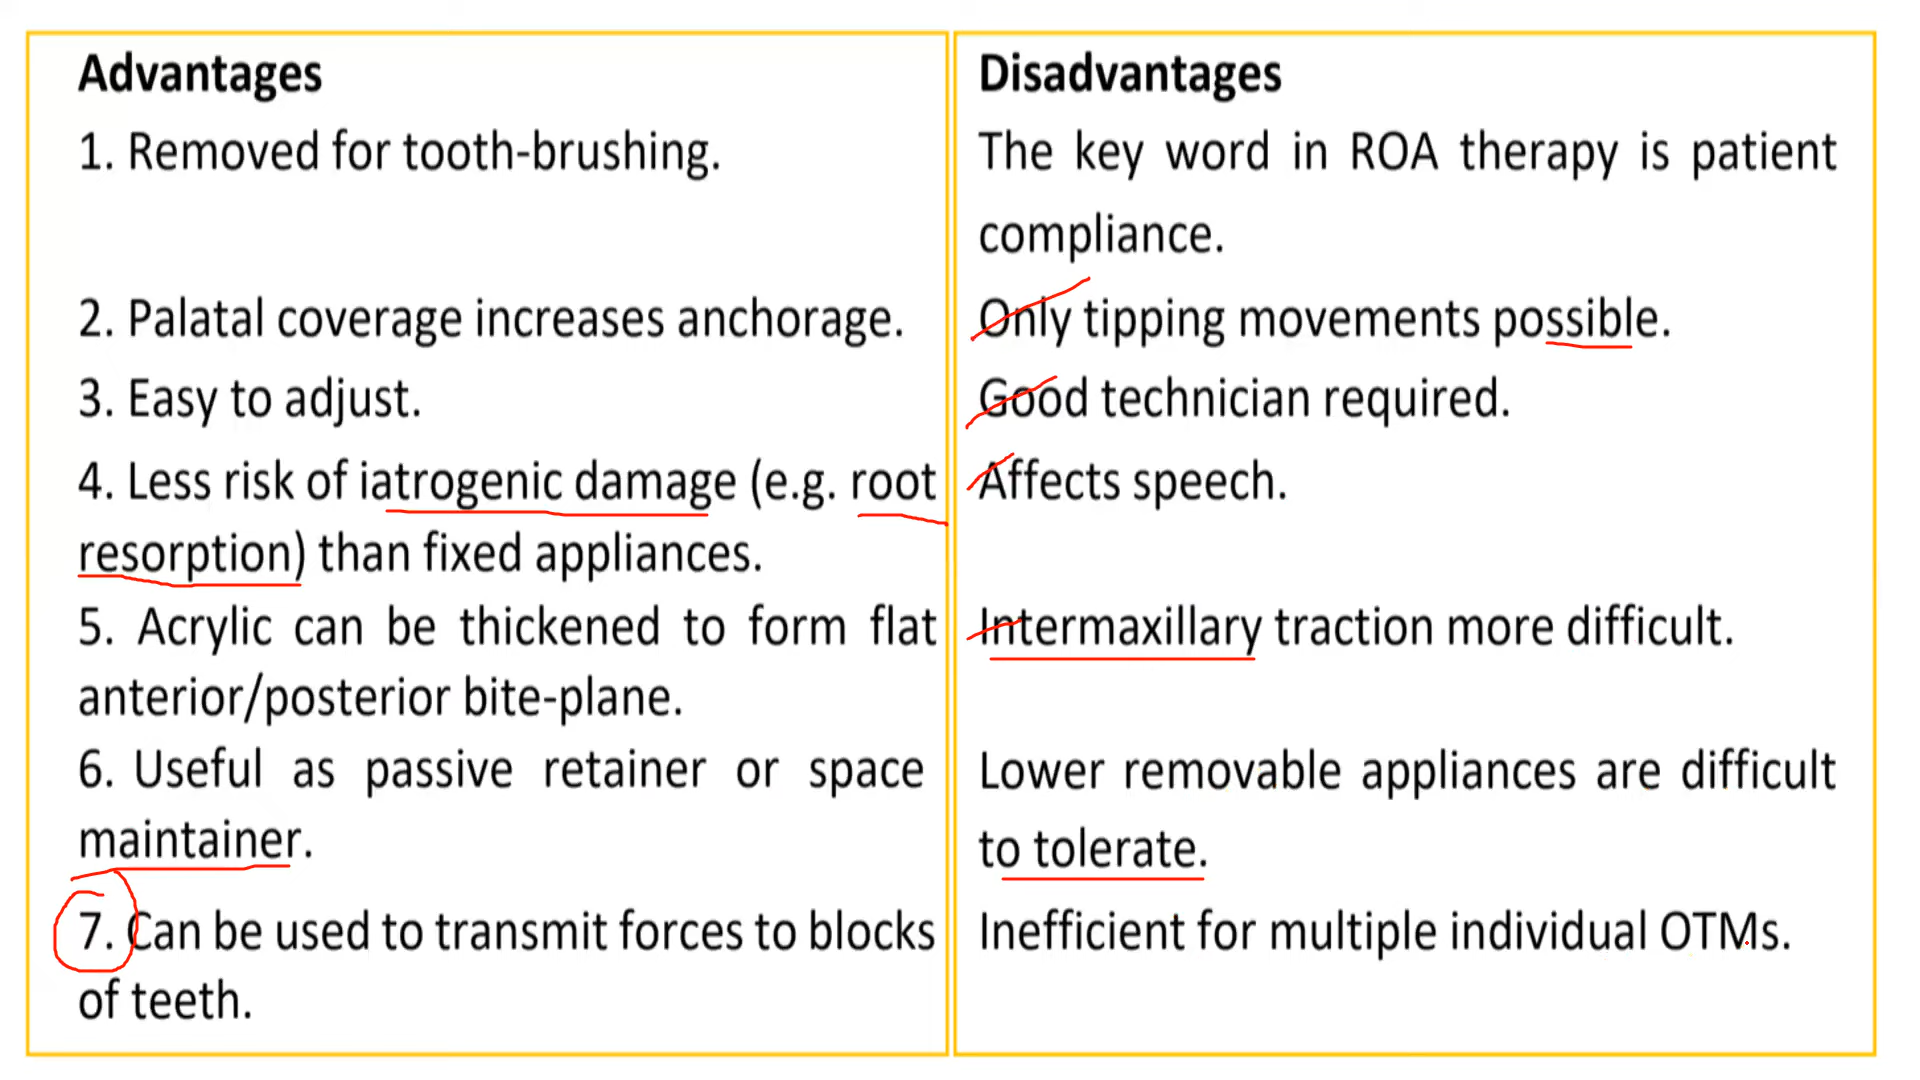 Advantages
1. Removed for tooth-brushing.
2. Palatal coverage increases anchorage.
3. Easy to adjust.
4. Less risk of iatrogenic damage (e.g. root
resorption) than fixed appliances.
5. Acrylic can be thickened to form flat
anterior/posterior bite-plane.
6. Useful as passive retainer or space
maintainer.
7. Can be used to transmit forces to blocks
of teeth.
Disadvantages
The key word in ROA therapy is patient
compliance.
Only tipping movements possible.
Good technician required.
Affects speech.
Intermaxillary traction more difficult.
Lower removable appliances are difficult
to tolerate.
Inefficient for multiple individual OTMs.